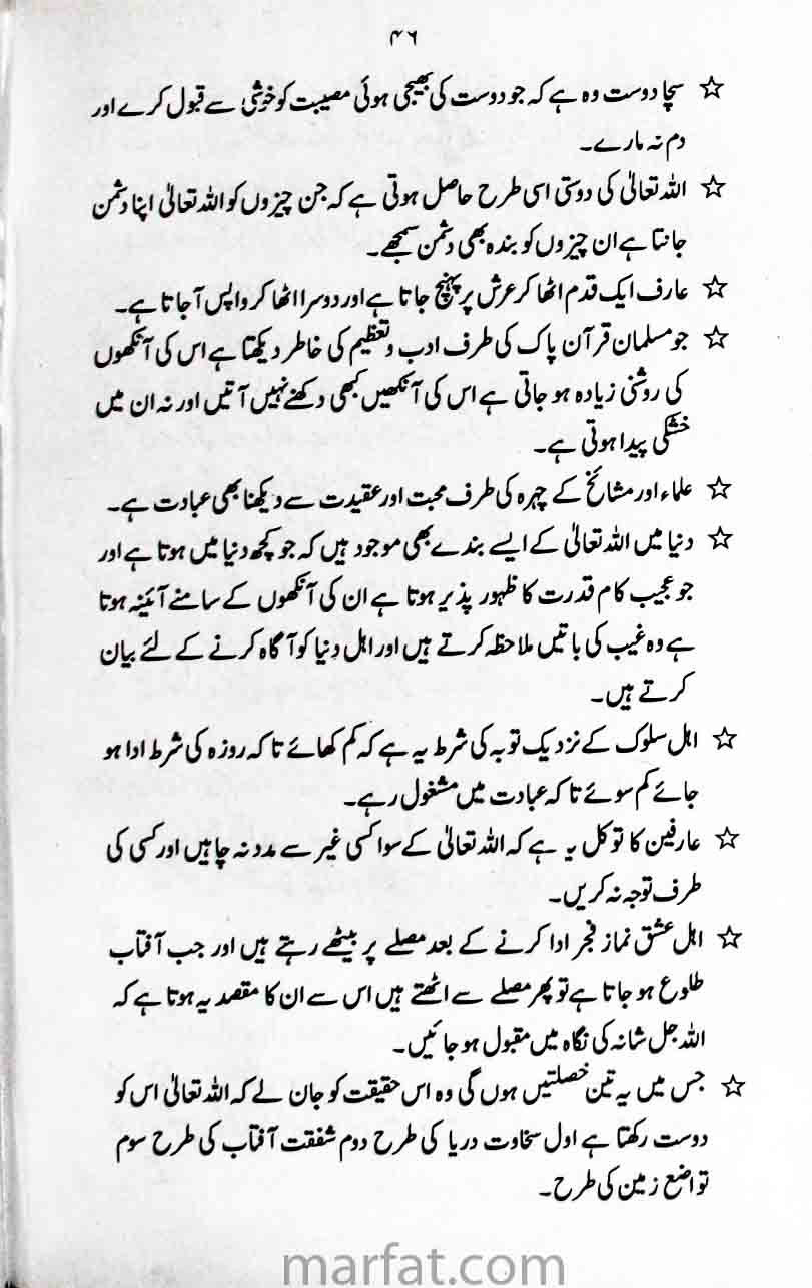 ۴۶
☆ سچا دوست وہ ہے کہ جو دوست کی بھیجی ہوئی مصیبت کو خوشی سے قبول کرے اور
دم نہ مارے۔
☆ اللہ تعالیٰ کی دوستی اسی طرح حاصل ہوتی ہے کہ جن چیزوں کو اللہ تعالیٰ اپنا دشمن
جانتا ہے ان چیزوں کو بندہ بھی دشمن سمجھے۔
☆ عارف ایک قدم اٹھا کر عرش پر پہنچ جاتا ہے اور دوسرا اٹھا کر واپس آ جاتا ہے۔
☆ جو مسلمان قرآن پاک کی طرف ادب و تعظیم کی خاطر دیکھتا ہے اس کی آنکھوں
کی روشنی زیادہ ہو جاتی ہے اس کی آنکھیں کبھی دکھنے نہیں آتیں اور نہ ان میں
خشکی پیدا ہوتی ہے۔
☆ علماء اور مشائخ کے چہرہ کی طرف محبت اور عقیدت سے دیکھنا بھی عبادت ہے۔
☆ دنیا میں اللہ تعالیٰ کے ایسے بندے بھی موجود ہیں کہ جو کچھ دنیا میں ہوتا ہے اور
جو عجیب کام قدرت کا ظہور پذیر ہوتا ہے ان کی آنکھوں کے سامنے آئینہ ہوتا
ہے وہ غیب کی باتیں ملاحظہ کرتے ہیں اور اہل دنیا کو آگاہ کرنے کے لئے بیان
کرتے ہیں۔
☆ اہل سلوک کے نزدیک توبہ کی شرط یہ ہے کہ کم کھائے تا کہ روزہ کی شرط ادا ہو
جائے کم سوئے تا کہ عبادت میں مشغول رہے۔
☆ عارفین کا توکل یہ ہے کہ اللہ تعالیٰ کے سوا کسی غیر سے مدد نہ چاہیں اور کسی کی
طرف توجہ نہ کریں۔
☆ اہل عشق نماز فجر ادا کرنے کے بعد مصلے پر بیٹھے رہتے ہیں اور جب آفتاب
طلوع ہو جاتا ہے تو پھر مصلے سے اٹھتے ہیں اس سے ان کا مقصد یہ ہوتا ہے کہ
اللہ جل شانہ کی نگاہ میں مقبول ہو جائیں۔
☆ جس میں یہ تین خصلتیں ہوں گی وہ اس حقیقت کو جان لے کہ اللہ تعالیٰ اس کو
دوست رکھتا ہے اول سخاوت دریا کی طرح دوم شفقت آفتاب کی طرح سوم
تواضع زمین کی طرح۔
marfat.com